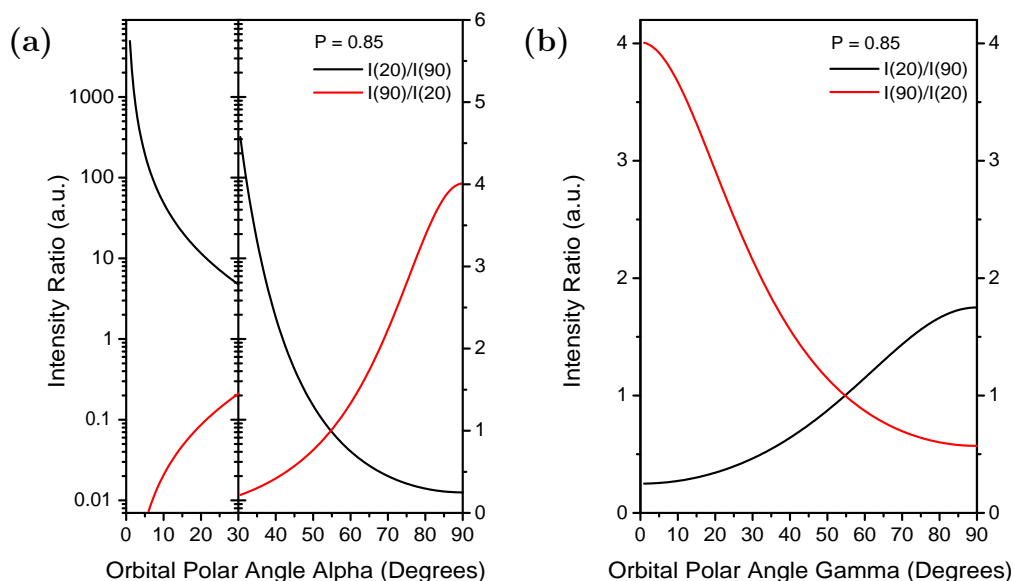 (a)
P = 0.85
I(20)/I(90)
I(90)/I(20)
Intensity Ratio (a.u.)
1000
100
10
1
0.1
0.01
6
5
4
3
2
1
0
0 10 20 30 40 50 60 70 80 90
Orbital Polar Angle Alpha (Degrees)
(b)
P = 0.85
I(20)/I(90)
I(90)/I(20)
Intensity Ratio (a.u.)
4
3
2
1
0
4
3
2
1
0
0 10 20 30 40 50 60 70 80 90
Orbital Polar Angle Gamma (Degrees)